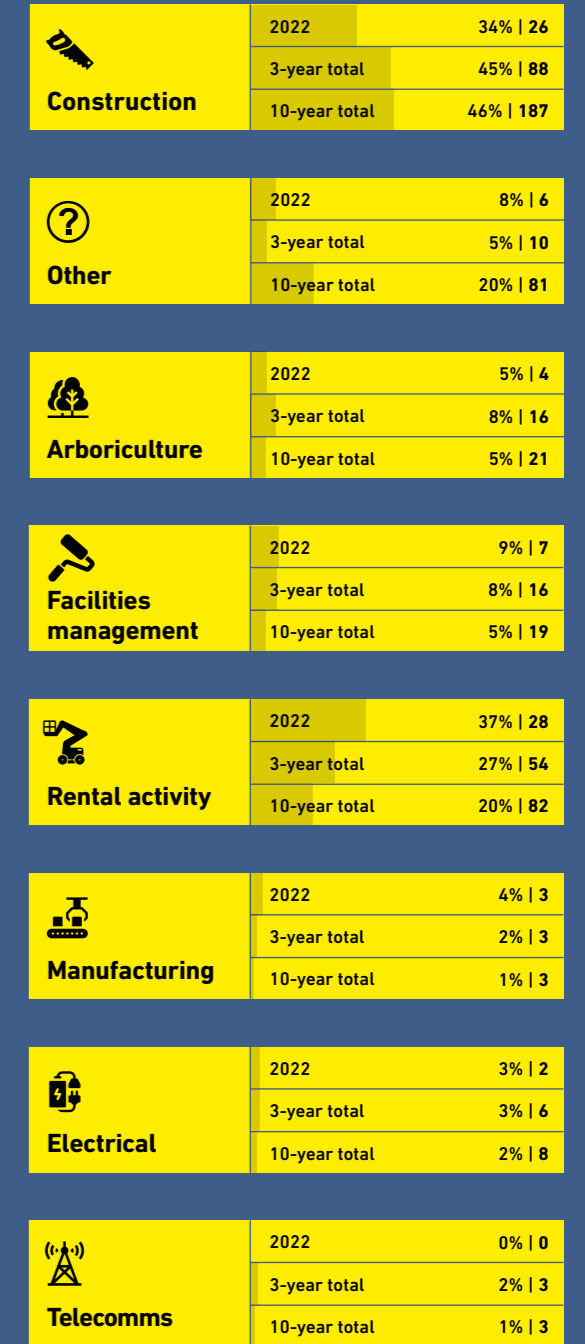 Construction
2022 34% | 26
3-year total 45% | 88
10-year total 46% | 187
Other
2022 8% | 6
3-year total 5% | 10
10-year total 20% | 81
Arboriculture
2022 5% | 4
3-year total 8% | 16
10-year total 5% | 21
Facilities
management
2022 9% | 7
3-year total 8% | 16
10-year total 5% | 19
Rental activity
2022 37% | 28
3-year total 27% | 54
10-year total 20% | 82
Manufacturing
2022 4% | 3
3-year total 2% | 3
10-year total 1% | 3
Electrical
2022 3% | 2
3-year total 3% | 6
10-year total 2% | 8
Telecomms
2022 0% | 0
3-year total 2% | 3
10-year total 1% | 3